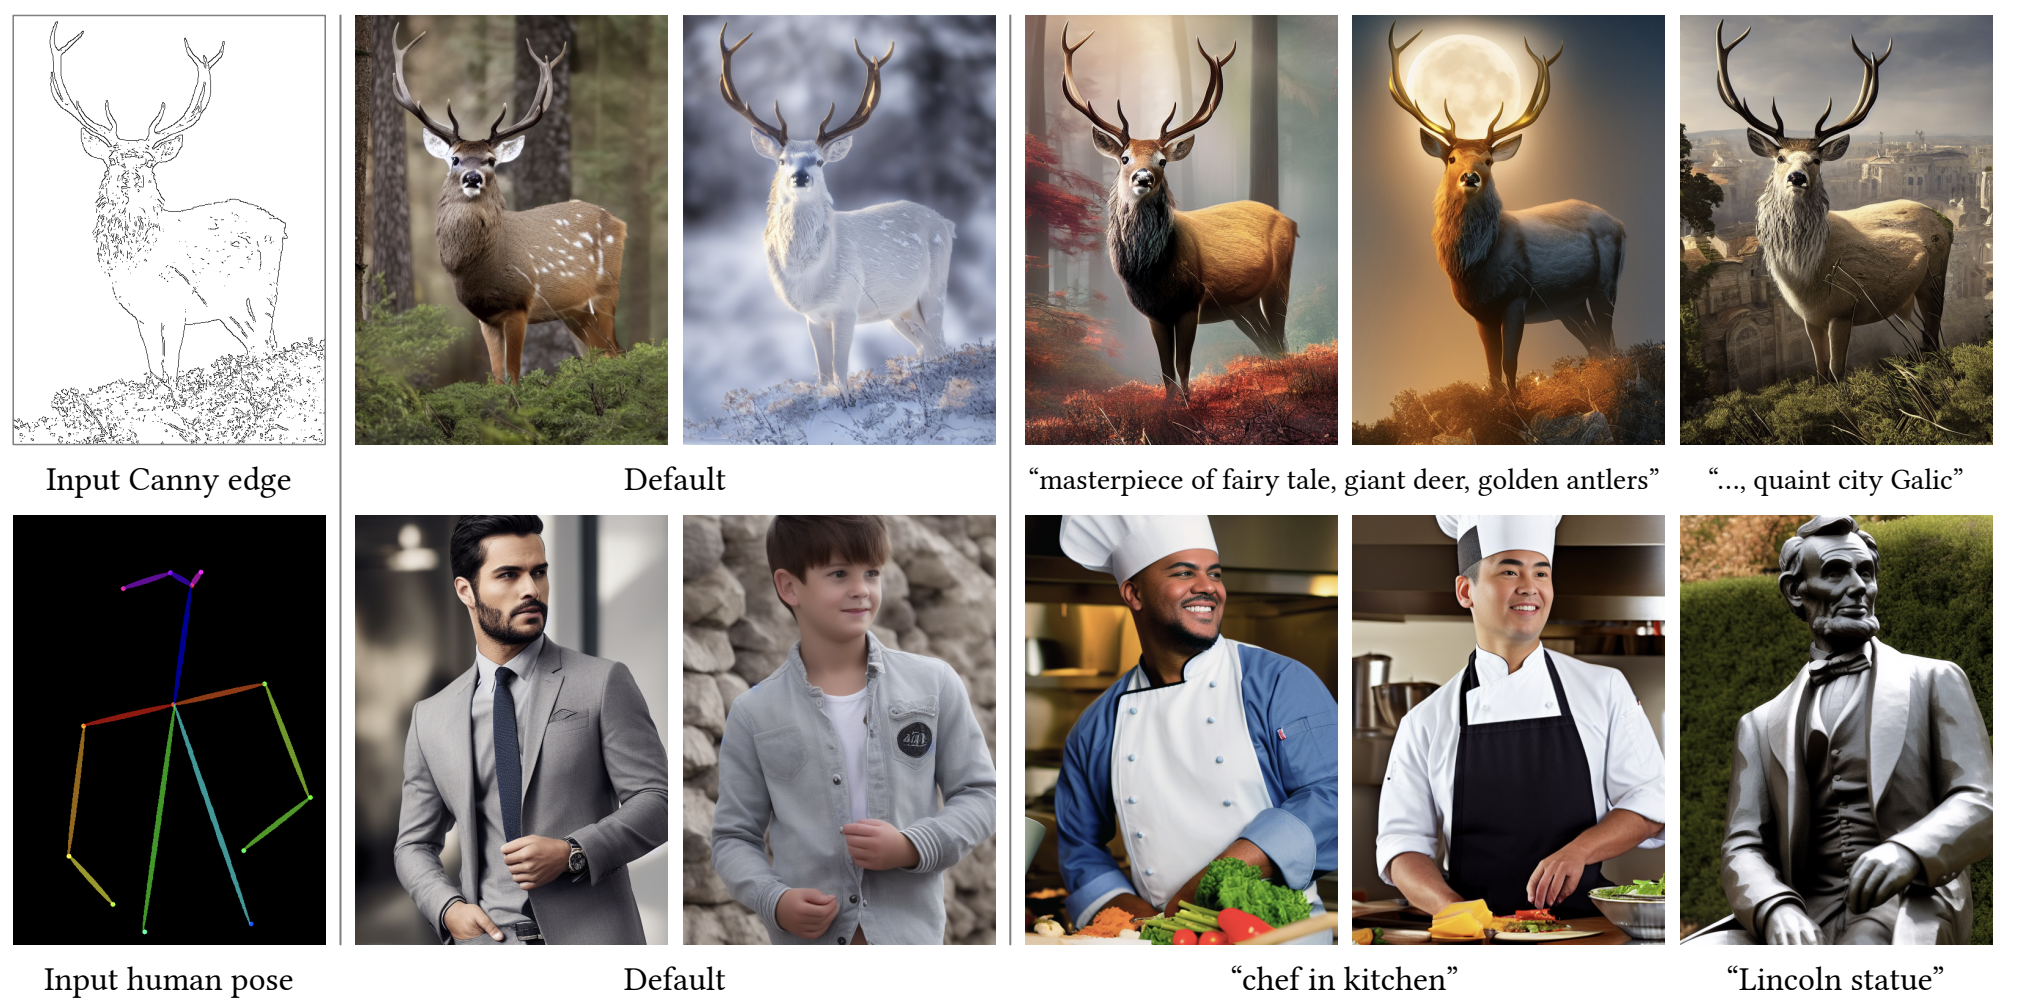 Input Canny edge
Default
“masterpiece of fairy tale, giant deer, golden antlers”
“..., quaint city Galic”
Input human pose
Default
“chef in kitchen”
“Lincoln statue”